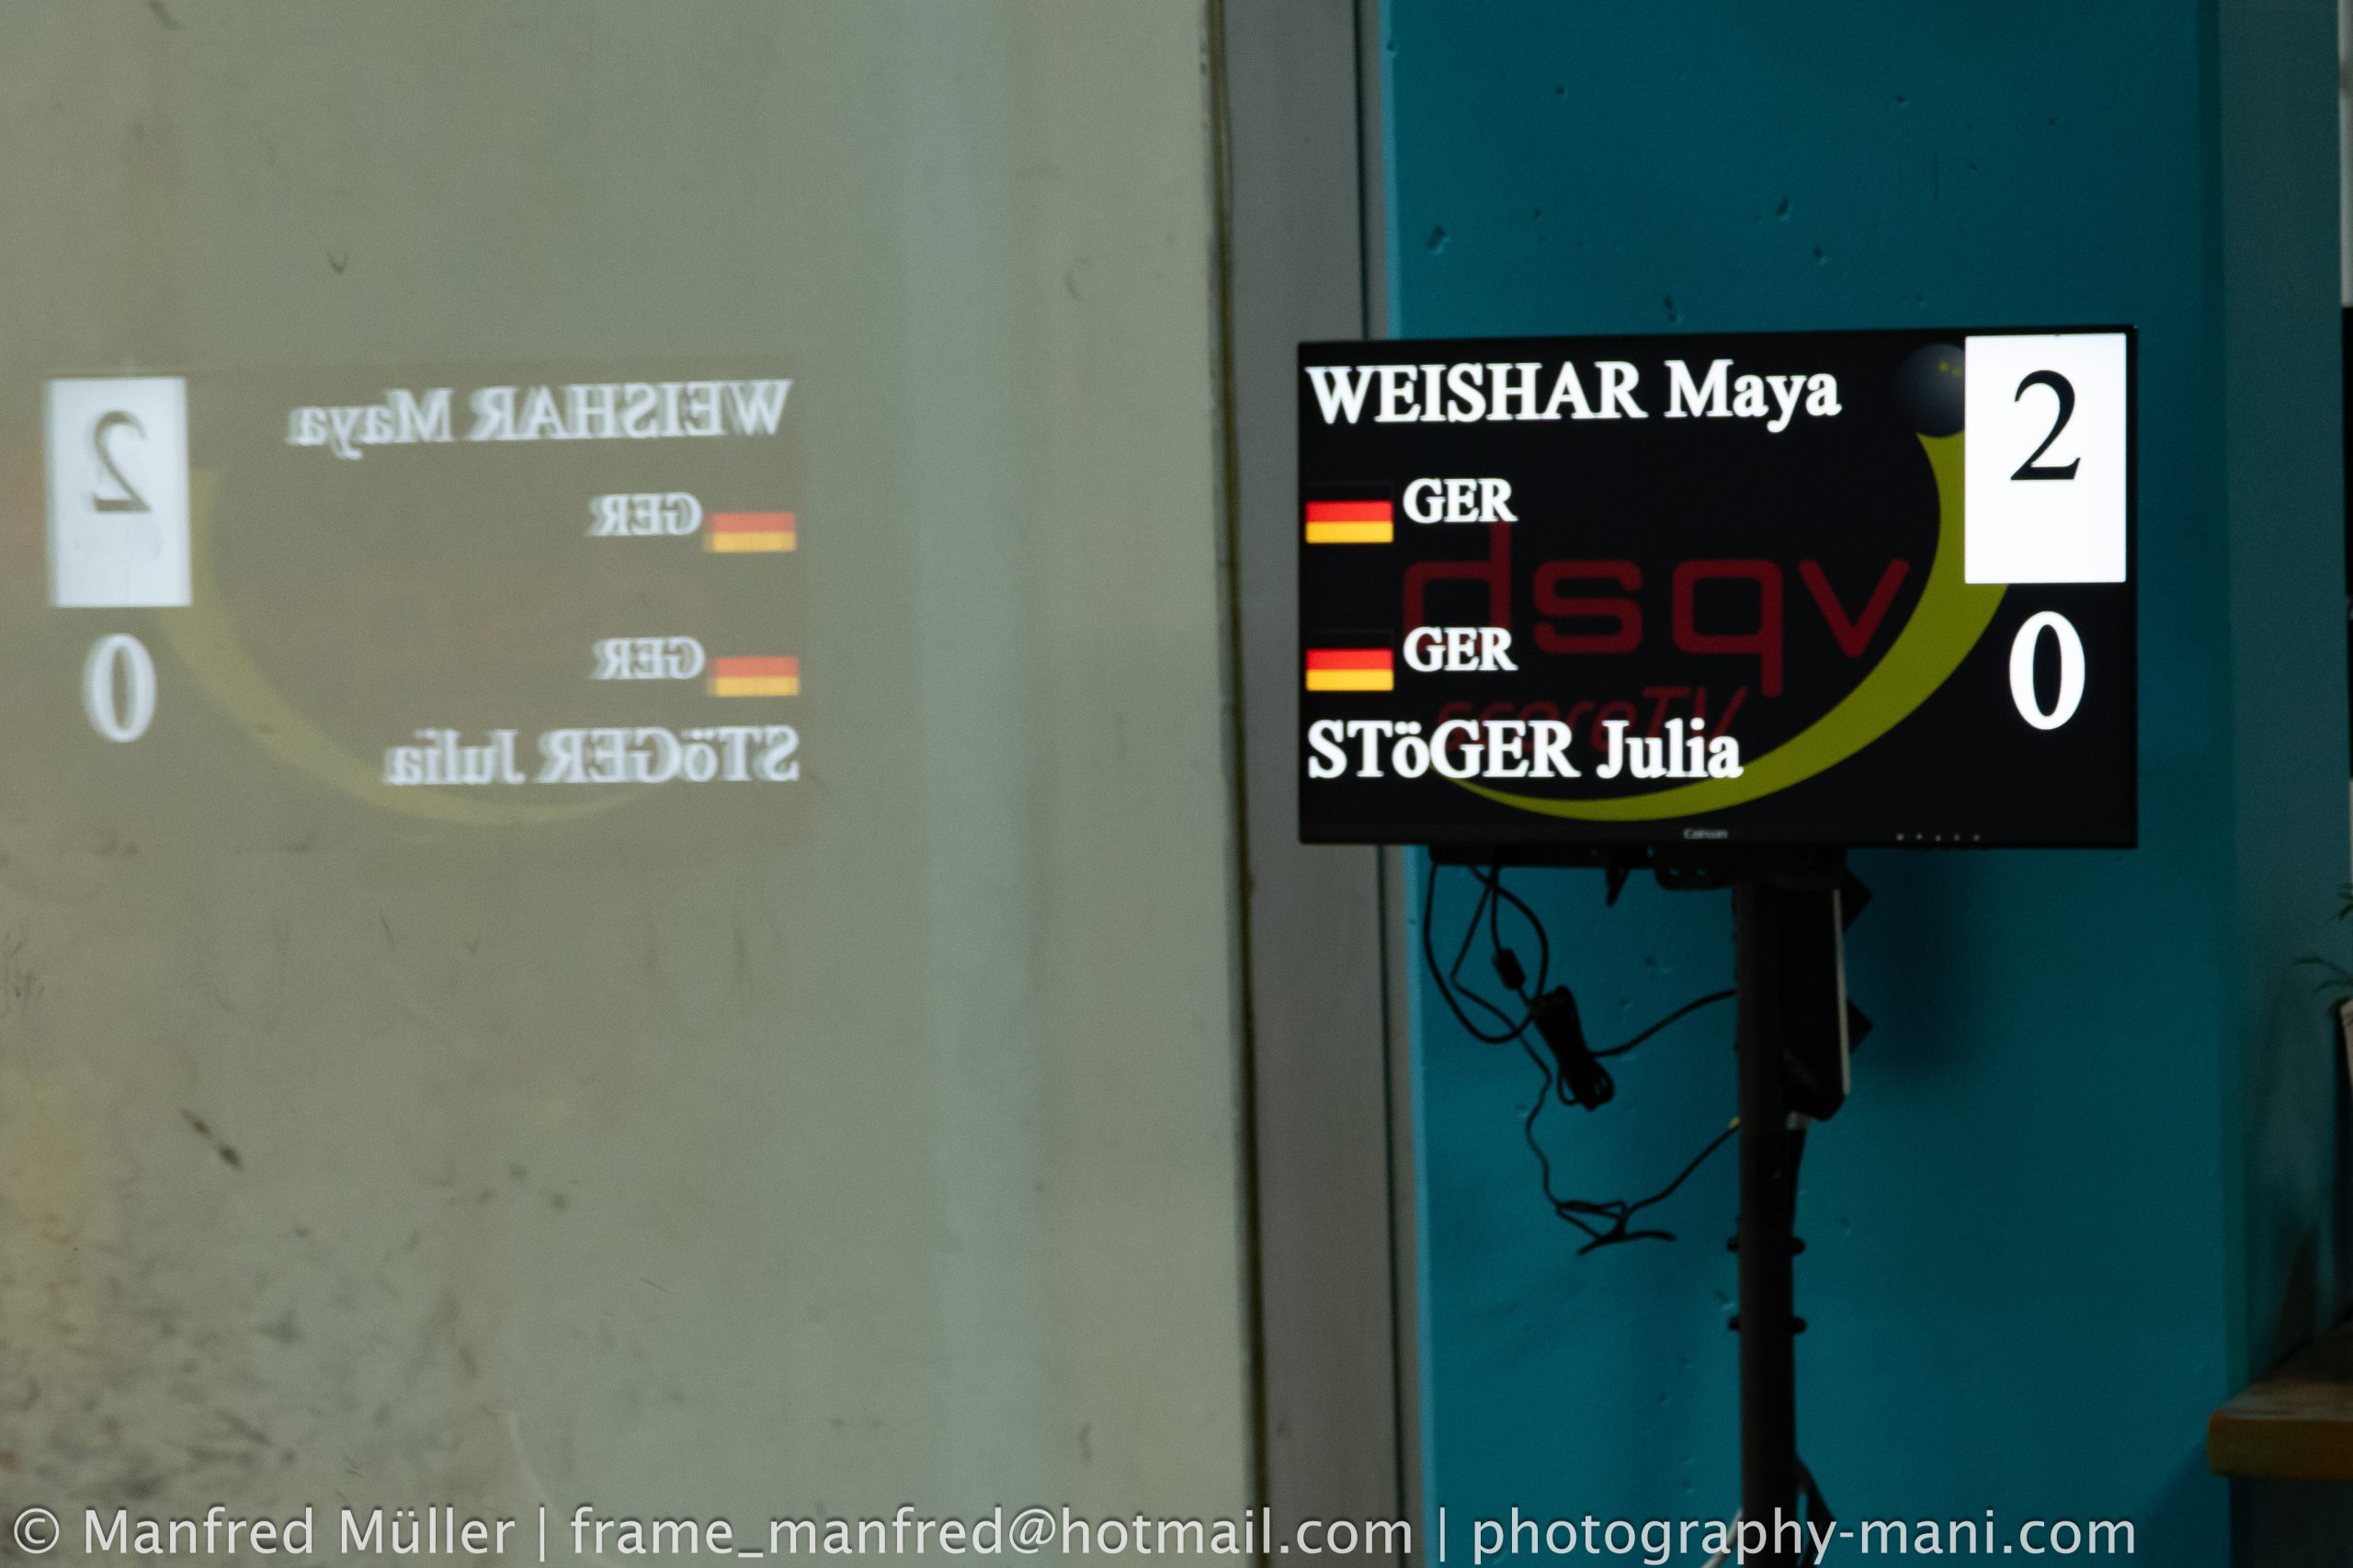 WEISHAR Maya 2
GER
dsqv
GER 0
scoreTV
STöGER Julia
WEISHAR Maya 2
GER
GER
0
STöGER Julia
© Manfred Müller | frame_manfred@hotmail.com | photography-mani.com